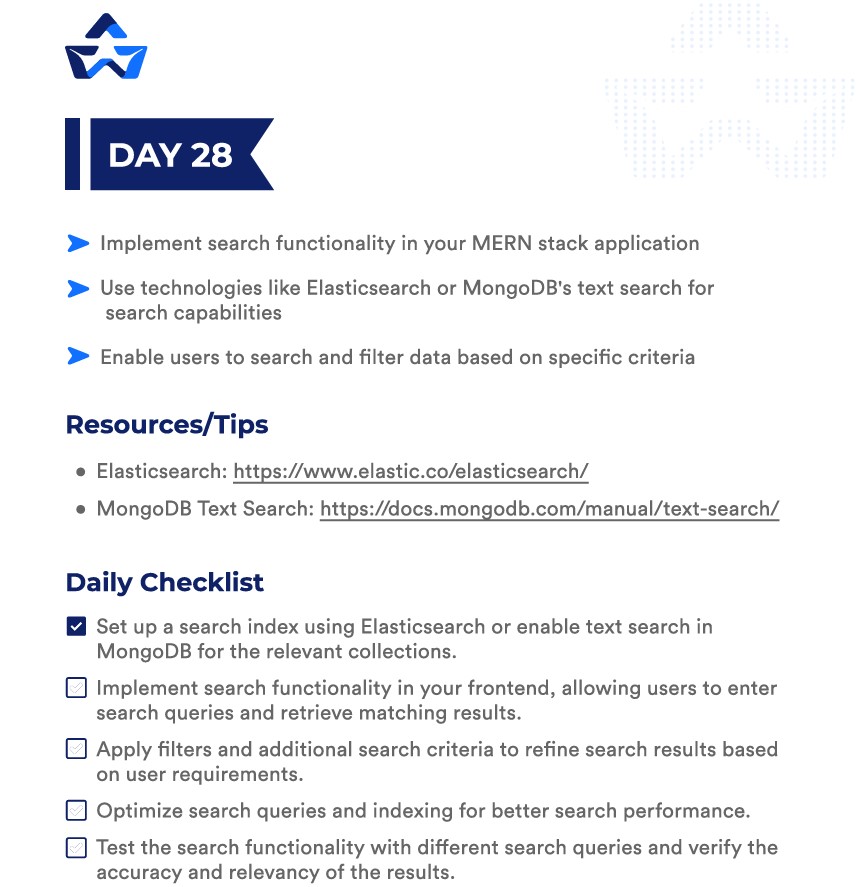 DAY 28
Implement search functionality in your MERN stack application
Use technologies like Elasticsearch or MongoDB's text search for
search capabilities
Enable users to search and filter data based on specific criteria
Resources/Tips
• Elasticsearch: https://www.elastic.co/elasticsearch/
• MongoDB Text Search: https://docs.mongodb.com/manual/text-search/
Daily Checklist
Set up a search index using Elasticsearch or enable text search in
MongoDB for the relevant collections.
Implement search functionality in your frontend, allowing users to enter
search queries and retrieve matching results.
Apply filters and additional search criteria to refine search results based
on user requirements.
Optimize search queries and indexing for better search performance.
Test the search functionality with different search queries and verify the
accuracy and relevancy of the results.